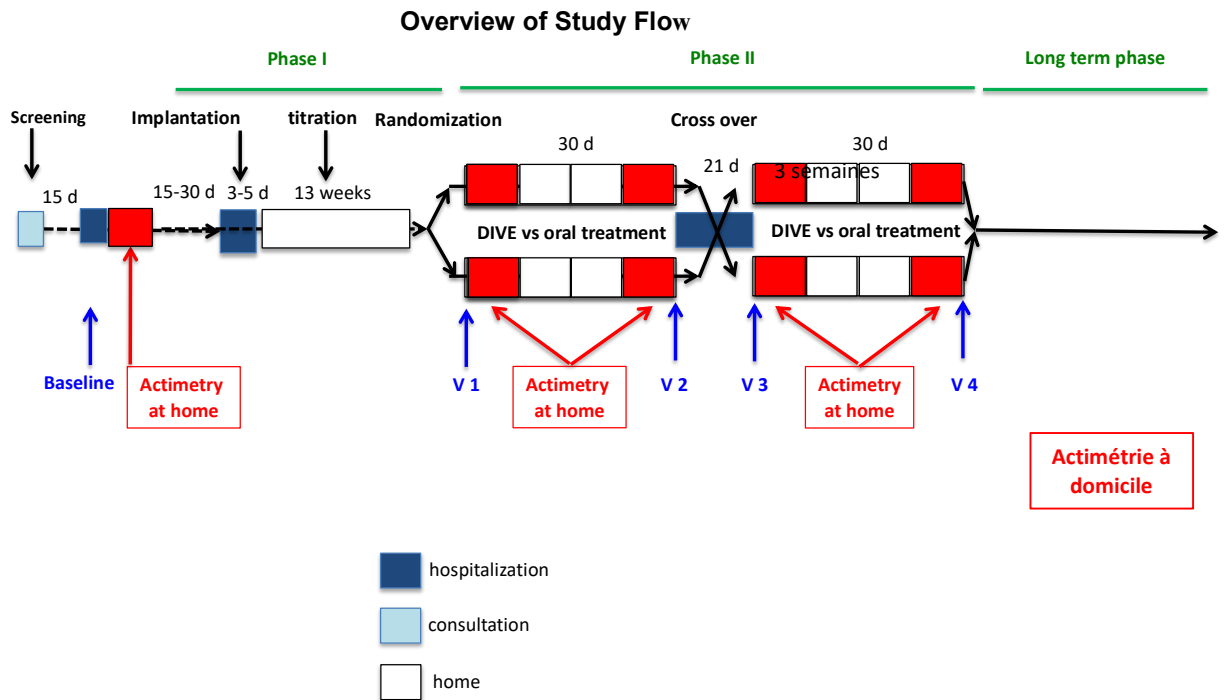 Overview of Study Flow
Phase I
Phase II
Long term phase
Screening
Implantation
titration
Randomization
Cross over
15 d
15-30 d
3-5 d
13 weeks
30 d
21 d
30 d
3 semaines
DIVE vs oral treatment
DIVE vs oral treatment
Baseline
Actimetry
at home
V 1
Actimetry
at home
V 2
V 3
Actimetry
at home
V 4
Actimétrie à
domicile
hospitalization
consultation
home